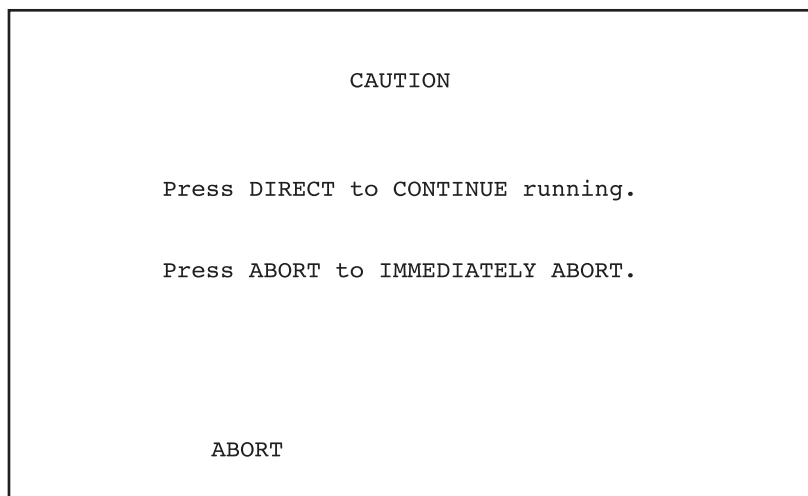 CAUTION
Press DIRECT to CONTINUE running.
Press ABORT to IMMEDIATELY ABORT.
ABORT